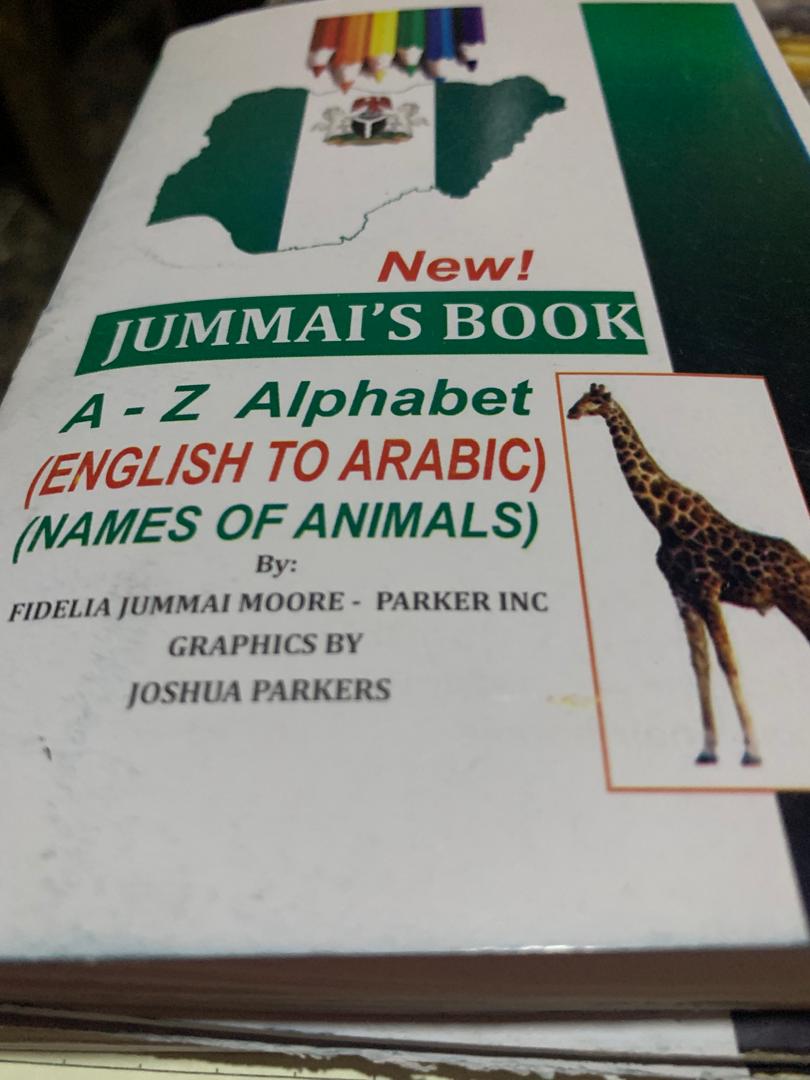 New!
JUMMAI'S BOOK
A - Z Alphabet
(ENGLISH TO ARABIC)
(NAMES OF ANIMALS)
By:
FIDELIA JUMMAI MOORE - PARKER INC
GRAPHICS BY
JOSHUA PARKERS